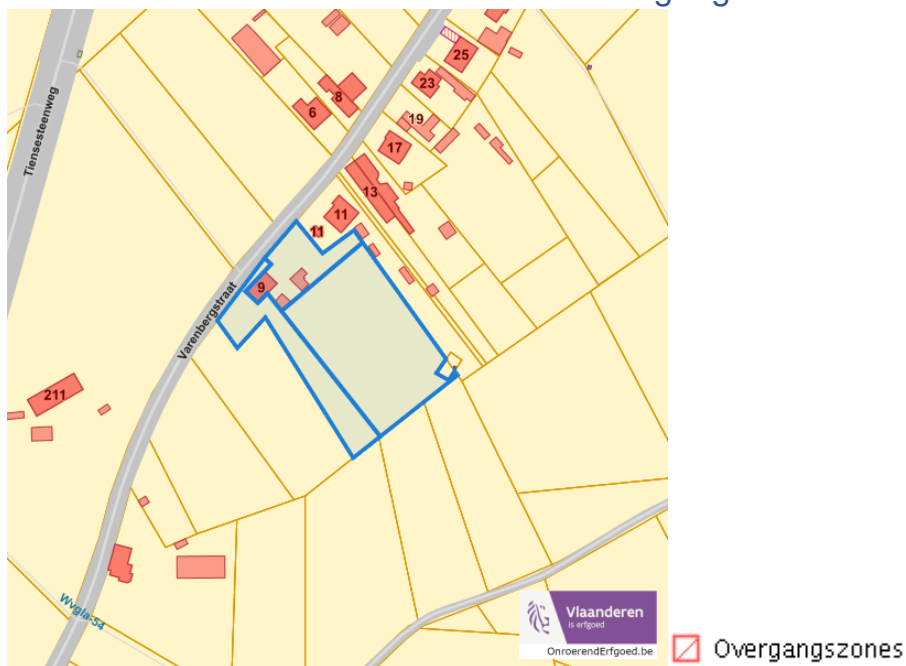 25
23
8
6
19
17
Tiensesteenweg
13
11
11
9
Varenbergstraat
211
Wvgla-54
Vlaanderen
is erfgoed
OnroerendErfgoed.be
Overgangszones